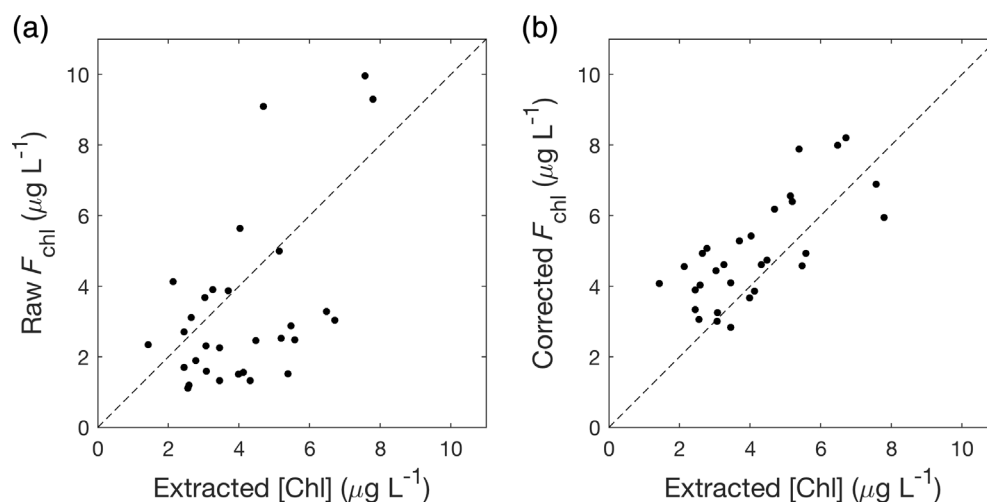 (a)
Raw F_chl (μg L⁻¹)
10
8
6
4
2
0
0 2 4 6 8 10
Extracted [Chl] (μg L⁻¹)
(b)
Corrected F_chl (μg L⁻¹)
10
8
6
4
2
0
0 2 4 6 8 10
Extracted [Chl] (μg L⁻¹)